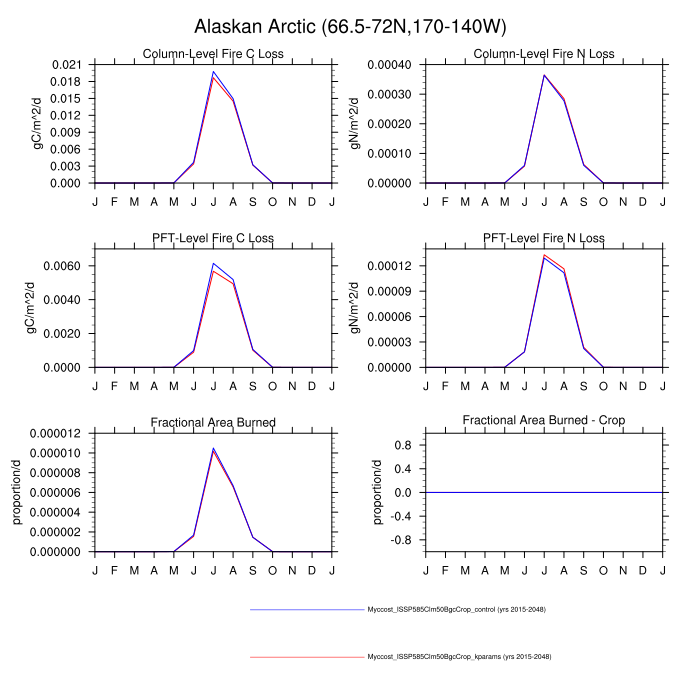 Alaskan Arctic (66.5-72N,170-140W)
Column-Level Fire C Loss
gC/m^2/d
0.021
0.018
0.015
0.012
0.009
0.006
0.003
0.000
J F M A M J J A S O N D J
Column-Level Fire N Loss
gN/m^2/d
0.00040
0.00030
0.00020
0.00010
0.00000
J F M A M J J A S O N D J
PFT-Level Fire C Loss
gC/m^2/d
0.0060
0.0040
0.0020
0.0000
J F M A M J J A S O N D J
PFT-Level Fire N Loss
gN/m^2/d
0.00012
0.00009
0.00006
0.00003
0.00000
J F M A M J J A S O N D J
Fractional Area Burned
proportion/d
0.000012
0.000010
0.000008
0.000006
0.000004
0.000002
0.000000
J F M A M J J A S O N D J
Fractional Area Burned - Crop
proportion/d
0.8
0.4
0.0
-0.4
-0.8
J F M A M J J A S O N D J
Myccost_ISSP585Clm50BgcCrop_control (yrs 2015-2048)
Myccost_ISSP585Clm50BgcCrop_kparams (yrs 2015-2048)